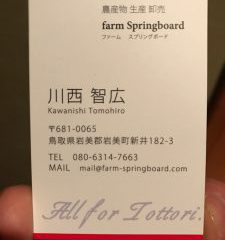 農産物 生産 卸売
farm Springboard
ファーム スプリングボード
川西 智広
Kawanishi Tomohiro
〒681-0065
鳥取県岩美郡岩美町新井182-3
TEL 080-6314-7663
MAIL mail@farm-springboard.com
All for Tottori.